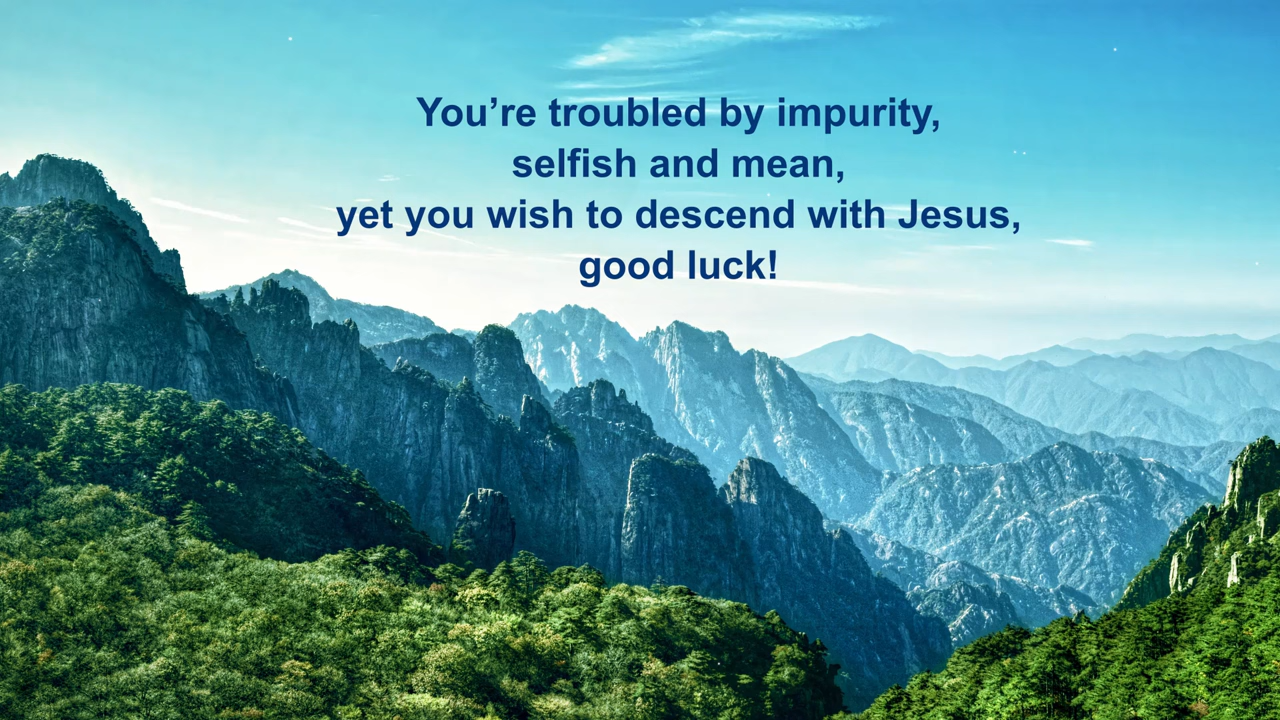 You’re troubled by impurity,
selfish and mean,
yet you wish to descend with Jesus,
good luck!